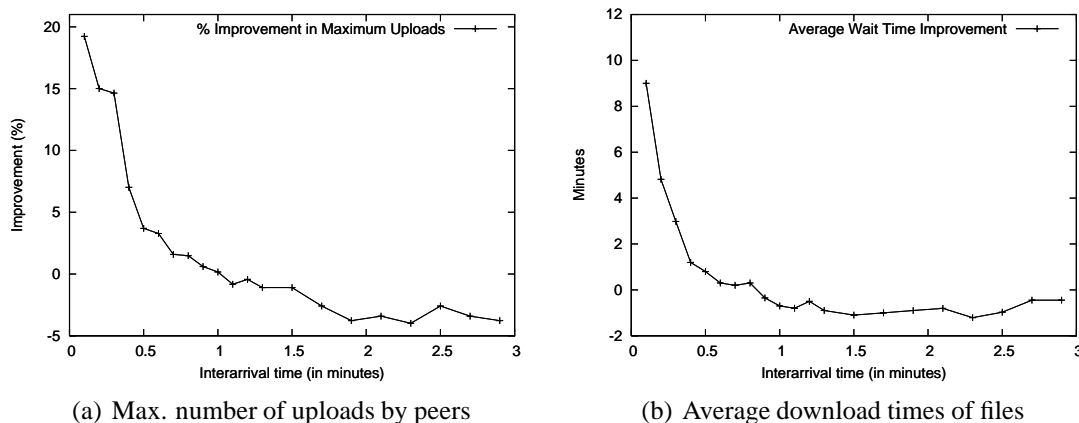 % Improvement in Maximum Uploads
20
15
10
5
0
-5
Improvement (%)
0 0.5 1 1.5 2 2.5 3
Interarrival time (in minutes)
(a) Max. number of uploads by peers
Average Wait Time Improvement
12
10
8
6
4
2
0
-2
Minutes
0 0.5 1 1.5 2 2.5 3
Interarrival time (in minutes)
(b) Average download times of files